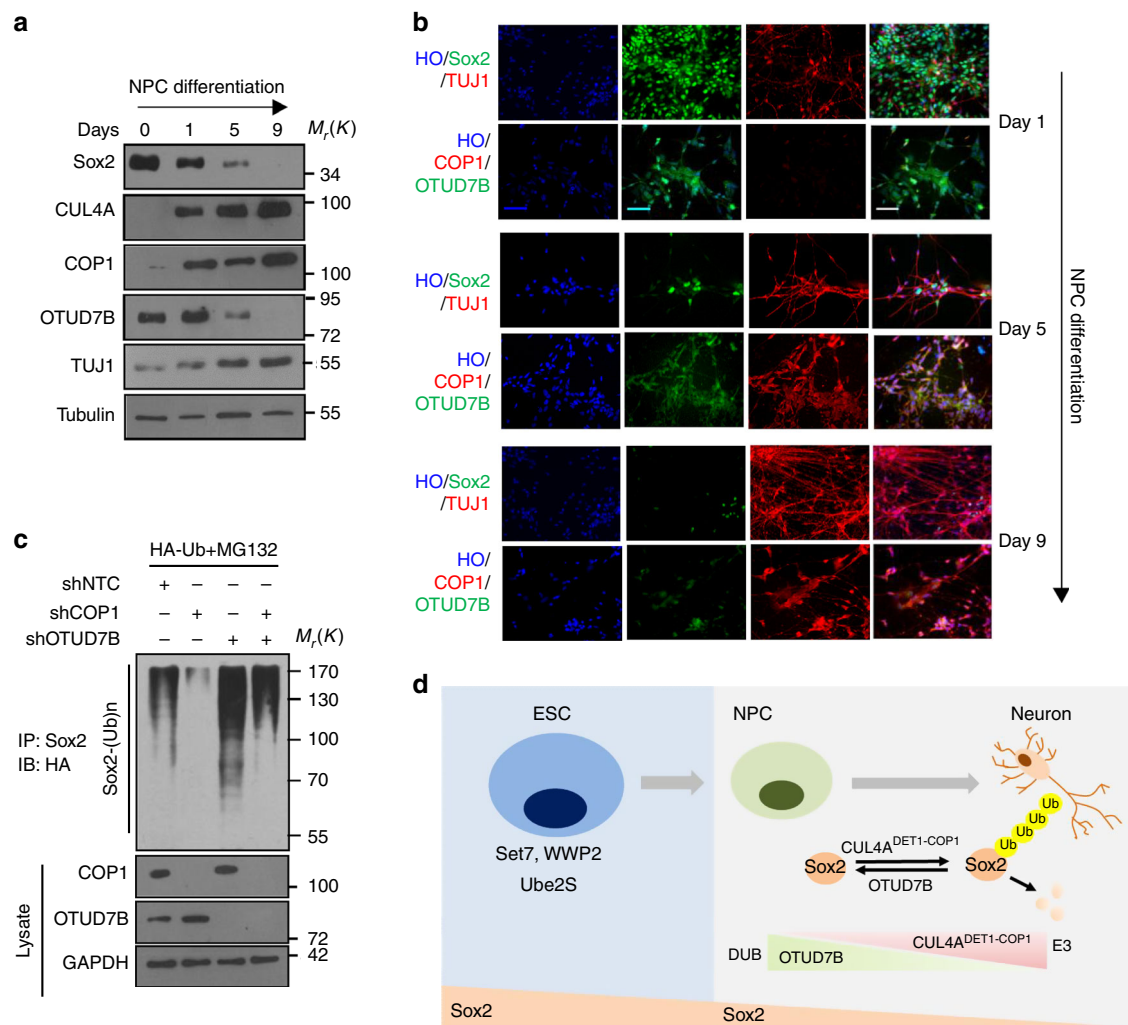 a
NPC differentiation
Days 0 1 5 9 Mr(K)
Sox2
34
CUL4A
100
COP1
100
OTUD7B
95
72
TUJ1
55
Tubulin
55
b
HO/Sox2
/TUJ1
HO/
COP1/
OTUD7B
Day 1
HO/Sox2
/TUJ1
HO/
COP1/
OTUD7B
Day 5
HO/Sox2
/TUJ1
HO/
COP1/
OTUD7B
Day 9
NPC differentiation
c
HA-Ub+MG132
shNTC + – – –
shCOP1 – + – +
shOTUD7B – – + + Mr(K)
IP: Sox2
IB: HA
Sox2-(Ub)n
170
130
100
70
55
Lysate
COP1
100
OTUD7B
72
GAPDH
42
d
ESC
NPC
Neuron
Set7, WWP2
Ube2S
Ub
Ub
Ub
Ub
Sox2
CUL4A^DET1-COP1
OTUD7B
Sox2
DUB
OTUD7B
CUL4A^DET1-COP1
E3
Sox2
Sox2